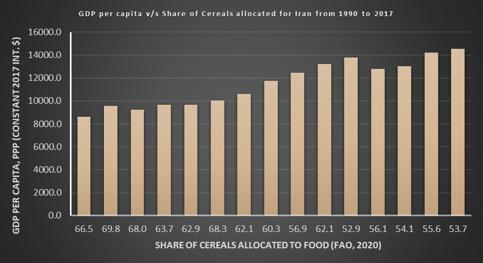 GDP per capita v/s Share of Cereals allocated for Iran from 1990 to 2017
GDP PER CAPITA, PPP (CONSTANT 2017 INT. $)
16000.0
14000.0
12000.0
10000.0
8000.0
6000.0
4000.0
2000.0
0.0
66.5 69.8 68.0 63.7 62.9 68.3 62.1 60.3 56.9 62.1 52.9 56.1 54.1 55.6 53.7
SHARE OF CEREALS ALLOCATED TO FOOD (FAO, 2020)